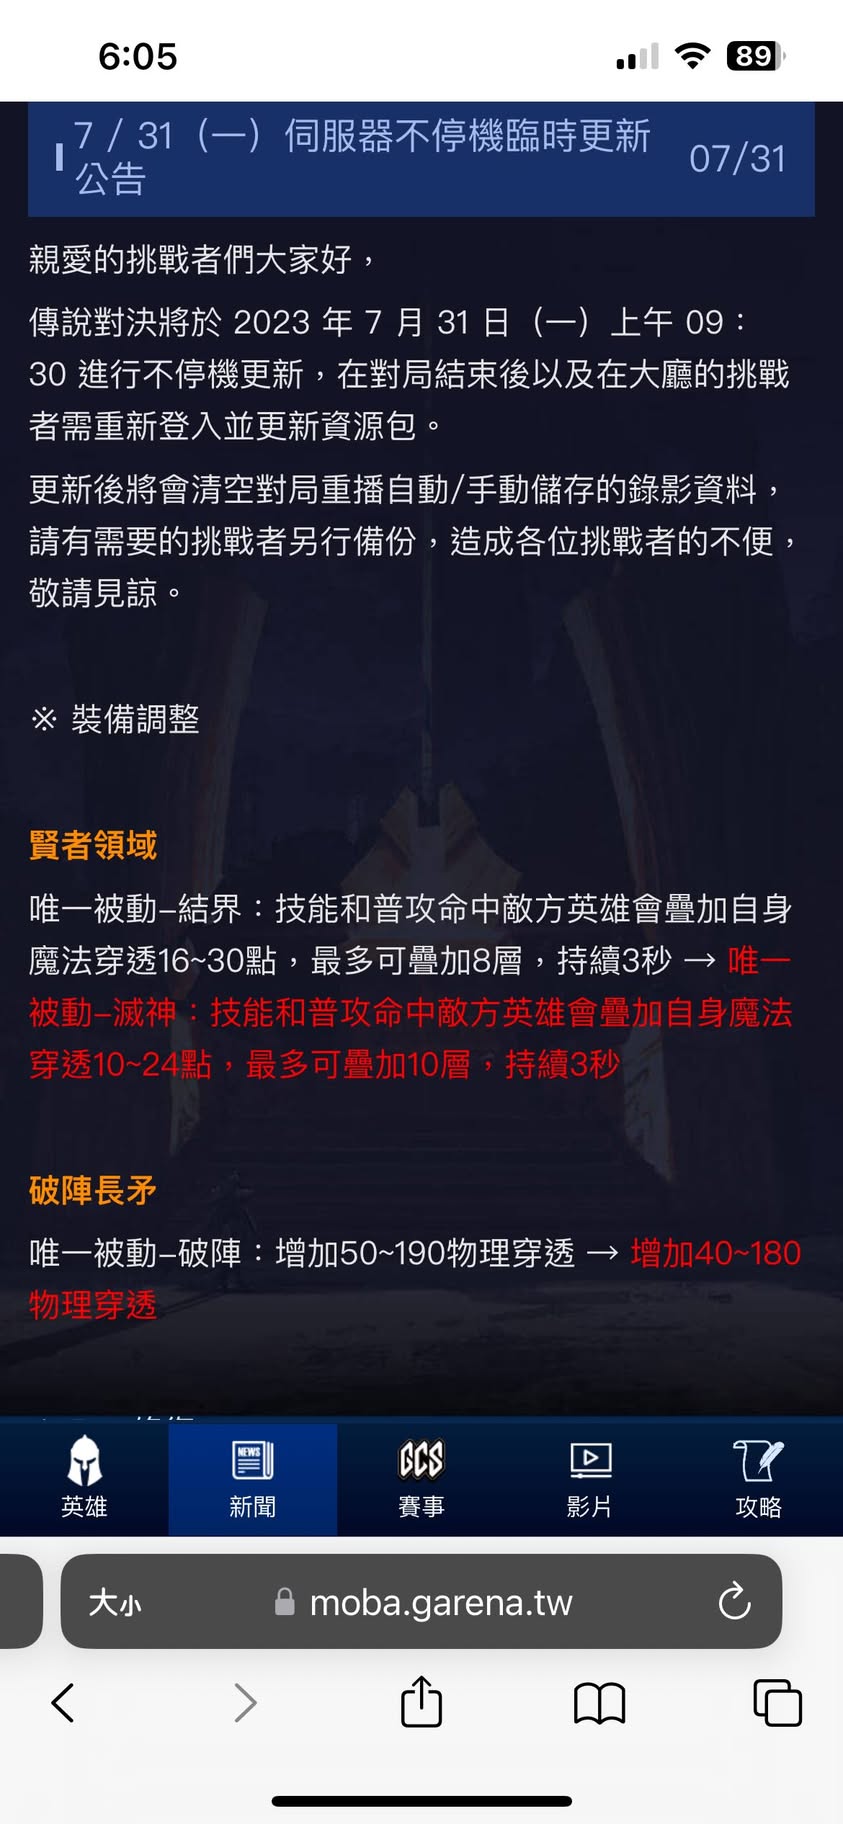 6:05
89
7 / 31（一）伺服器不停機臨時更新
公告
07/31
親愛的挑戰者們大家好，
傳說對決將於 2023 年 7 月 31 日（一）上午 09：
30 進行不停機更新，在對局結束後以及在大廳的挑戰
者需重新登入並更新資源包。
更新後將會清空對局重播自動/手動儲存的錄影資料，
請有需要的挑戰者另行備份，造成各位挑戰者的不便，
敬請見諒。
※ 裝備調整
賢者領域
唯一被動–結界：技能和普攻命中敵方英雄會疊加自身
魔法穿透16~30點，最多可疊加8層，持續3秒 → 唯一
被動–滅神：技能和普攻命中敵方英雄會疊加自身魔法
穿透10~24點，最多可疊加10層，持續3秒
破陣長矛
唯一被動–破陣：增加50~190物理穿透 → 增加40~180
物理穿透
NEWS
GCS
英雄
新聞
賽事
影片
攻略
大小
moba.garena.tw